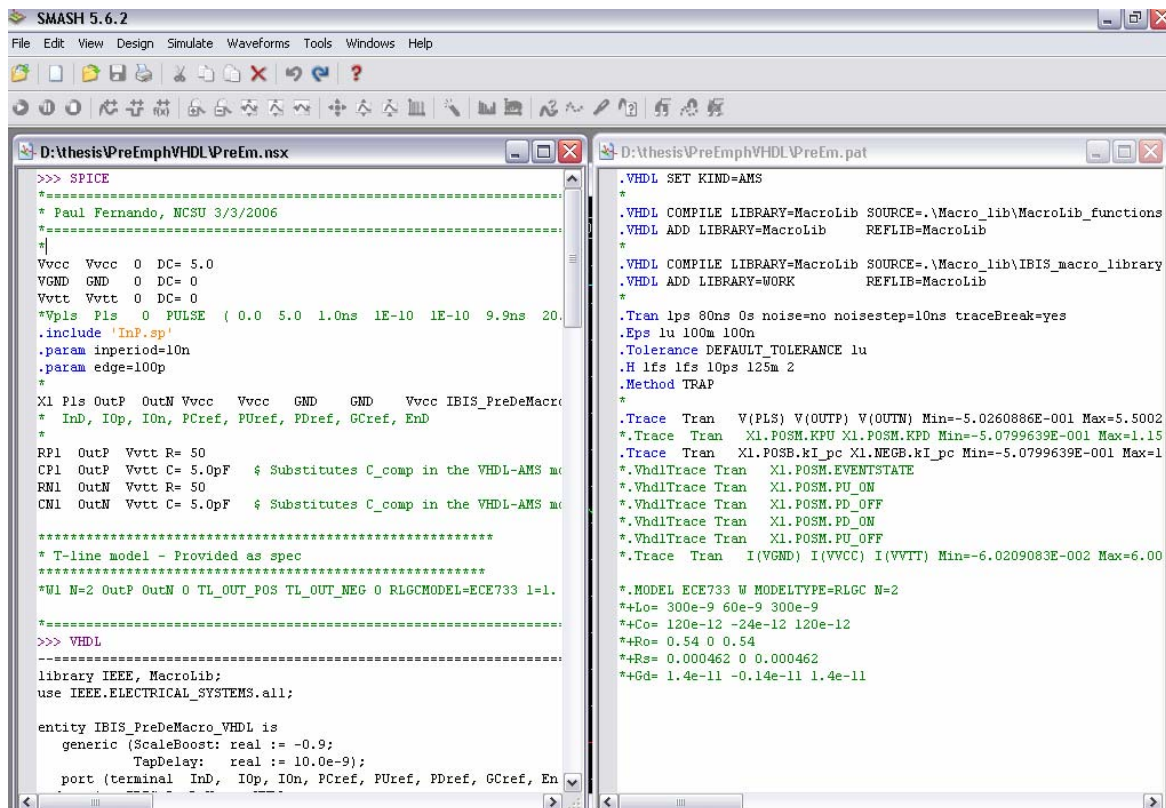 SMASH 5.6.2
File Edit View Design Simulate Waveforms Tools Windows Help
D:\thesis\PreEmphVHDL\PreEm.nsx
>>> SPICE
*==============================================================
* Paul Fernando, NCSU 3/3/2006
*==============================================================
*
Vvcc Vvcc 0 DC= 5.0
VGND GND 0 DC= 0
Vvtt Vvtt 0 DC= 0
*Vpls Pls 0 PULSE ( 0.0 5.0 1.0ns 1E-10 1E-10 9.9ns 20.
.include 'InP.sp'
.param inperiod=10n
.param edge=100p
*
X1 Pls OutP OutN Vvcc Vvcc GND GND Vvcc IBIS_PreDeMacro
* InD, IOp, IOn, PCref, PUref, PDref, GCref, EnD
*
RP1 OutP Vvtt R= 50
CP1 OutP Vvtt C= 5.0pF $ Substitutes C_comp in the VHDL-AMS mo
RN1 OutN Vvtt R= 50
CN1 OutN Vvtt C= 5.0pF $ Substitutes C_comp in the VHDL-AMS mo
******************************************************
* T-line model - Provided as spec
*****************************************************
*W1 N=2 OutP OutN 0 TL_OUT_POS TL_OUT_NEG 0 RLGCMODEL=ECE733 l=1.
*==============================================================
>>> VHDL
--==============================================================
library IEEE, MacroLib;
use IEEE.ELECTRICAL_SYSTEMS.all;
entity IBIS_PreDeMacro_VHDL is
generic (ScaleBoost: real := -0.9;
TapDelay: real := 10.0e-9);
port (terminal InD, IOp, IOn, PCref, PUref, PDref, GCref, En
D:\thesis\PreEmphVHDL\PreEm.pat
.VHDL SET KIND=AMS
*
.VHDL COMPILE LIBRARY=MacroLib SOURCE=.\Macro_lib\MacroLib_functions
.VHDL ADD LIBRARY=MacroLib REFLIB=MacroLib
*
.VHDL COMPILE LIBRARY=MacroLib SOURCE=.\Macro_lib\IBIS_macro_library
.VHDL ADD LIBRARY=WORK REFLIB=MacroLib
*
.Tran 1ps 80ns 0s noise=no noisestep=10ns traceBreak=yes
.Eps 1u 100m 100n
.Tolerance DEFAULT_TOLERANCE 1u
.H 1fs 1fs 10ps 125m 2
.Method TRAP
*
.Trace Tran V(PLS) V(OUTP) V(OUTN) Min=-5.0260886E-001 Max=5.5002
*.Trace Tran X1.POSM.KPU X1.POSM.KPD Min=-5.0799639E-001 Max=1.15
.Trace Tran X1.POSB.kI_pc X1.NEGB.kI_pc Min=-5.0799639E-001 Max=1
*.VhdlTrace Tran X1.POSM.EVENTSTATE
*.VhdlTrace Tran X1.POSM.PU_ON
*.VhdlTrace Tran X1.POSM.PD_OFF
*.VhdlTrace Tran X1.POSM.PD_ON
*.VhdlTrace Tran X1.POSM.PU_OFF
*.Trace Tran I(VGND) I(VVCC) I(VVTT) Min=-6.0209083E-002 Max=6.00
*.MODEL ECE733 W MODELTYPE=RLGC N=2
*+Lo= 300e-9 60e-9 300e-9
*+Co= 120e-12 -24e-12 120e-12
*+Ro= 0.54 0 0.54
*+Rs= 0.000462 0 0.000462
*+Gd= 1.4e-11 -0.14e-11 1.4e-11